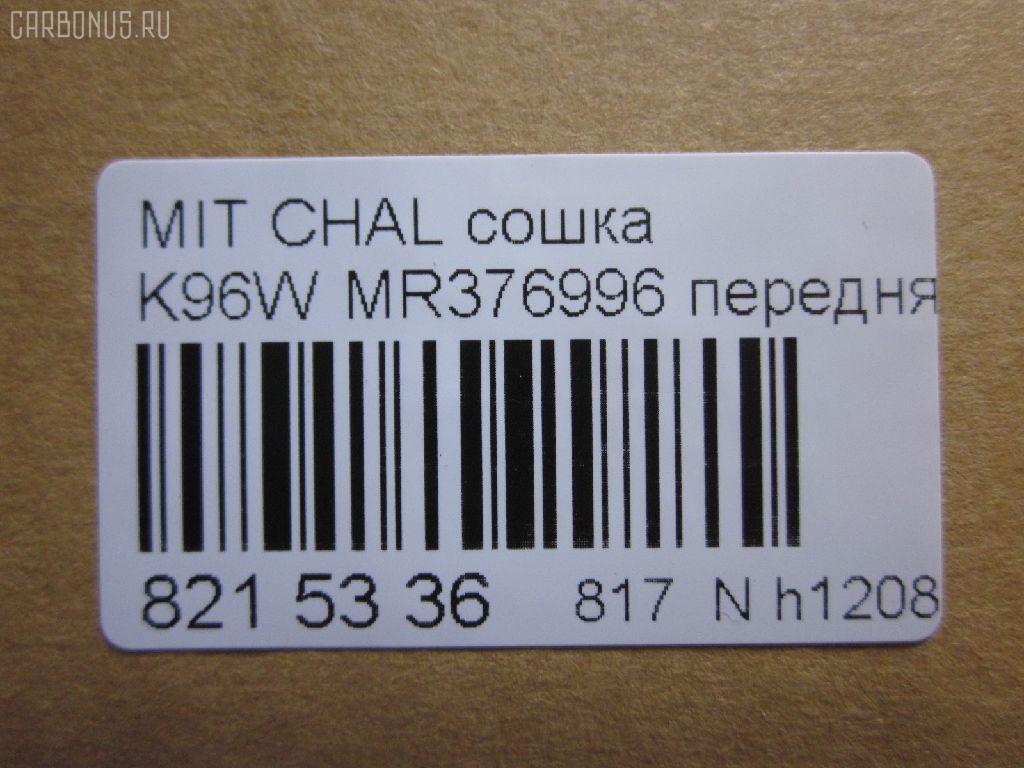 CARBONUS.RU
MIT CHAL сошка
K96W MR376996 передня
821 53 36 817 N h1208